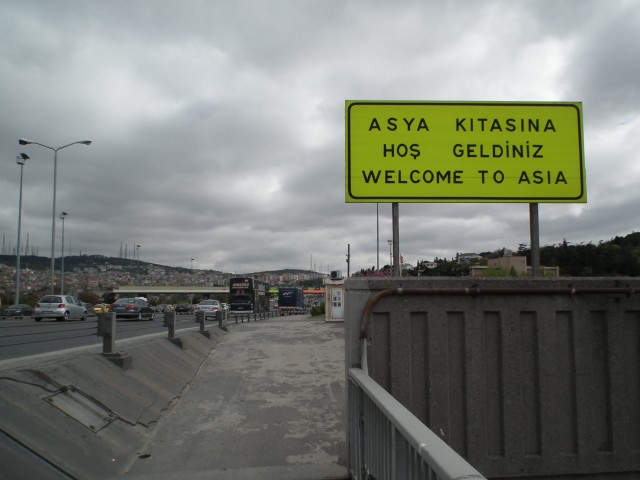 ASYA KITASINA
HOŞ GELDİNİZ
WELCOME TO ASIA